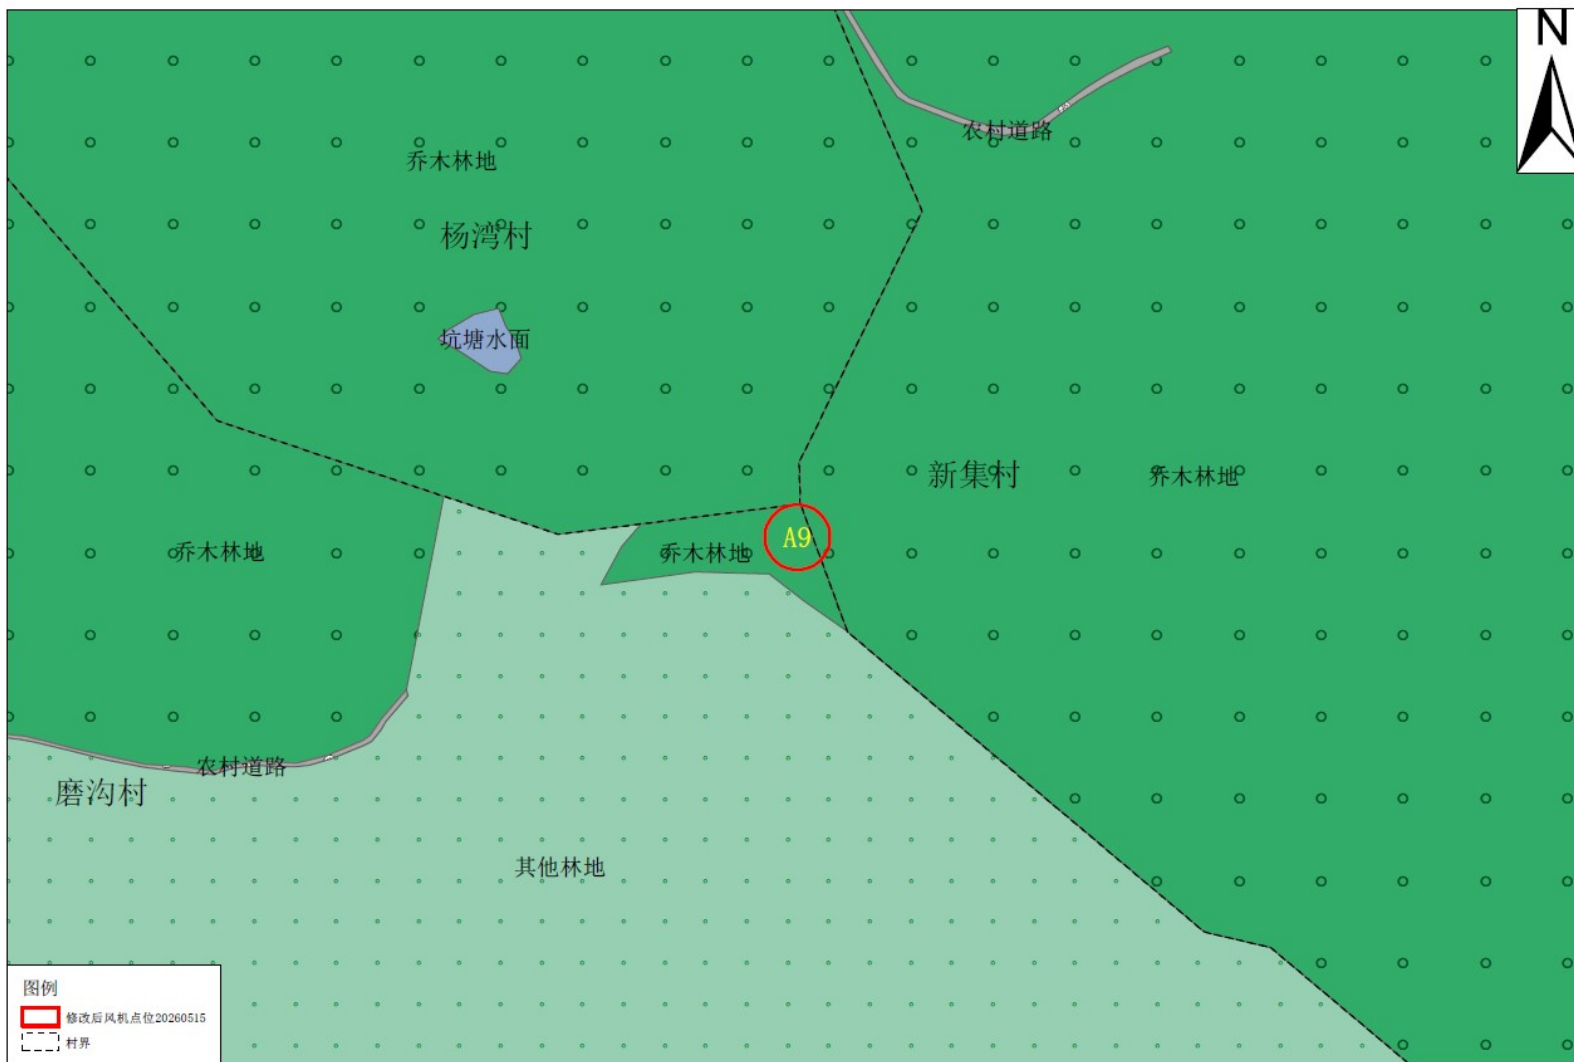 N
农村道路
乔木林地
杨湾村
坑塘水面
新集村
乔木林地
A9
乔木林地
乔木林地
农村道路
磨沟村
其他林地
图例
修改后风机点位20260515
村界